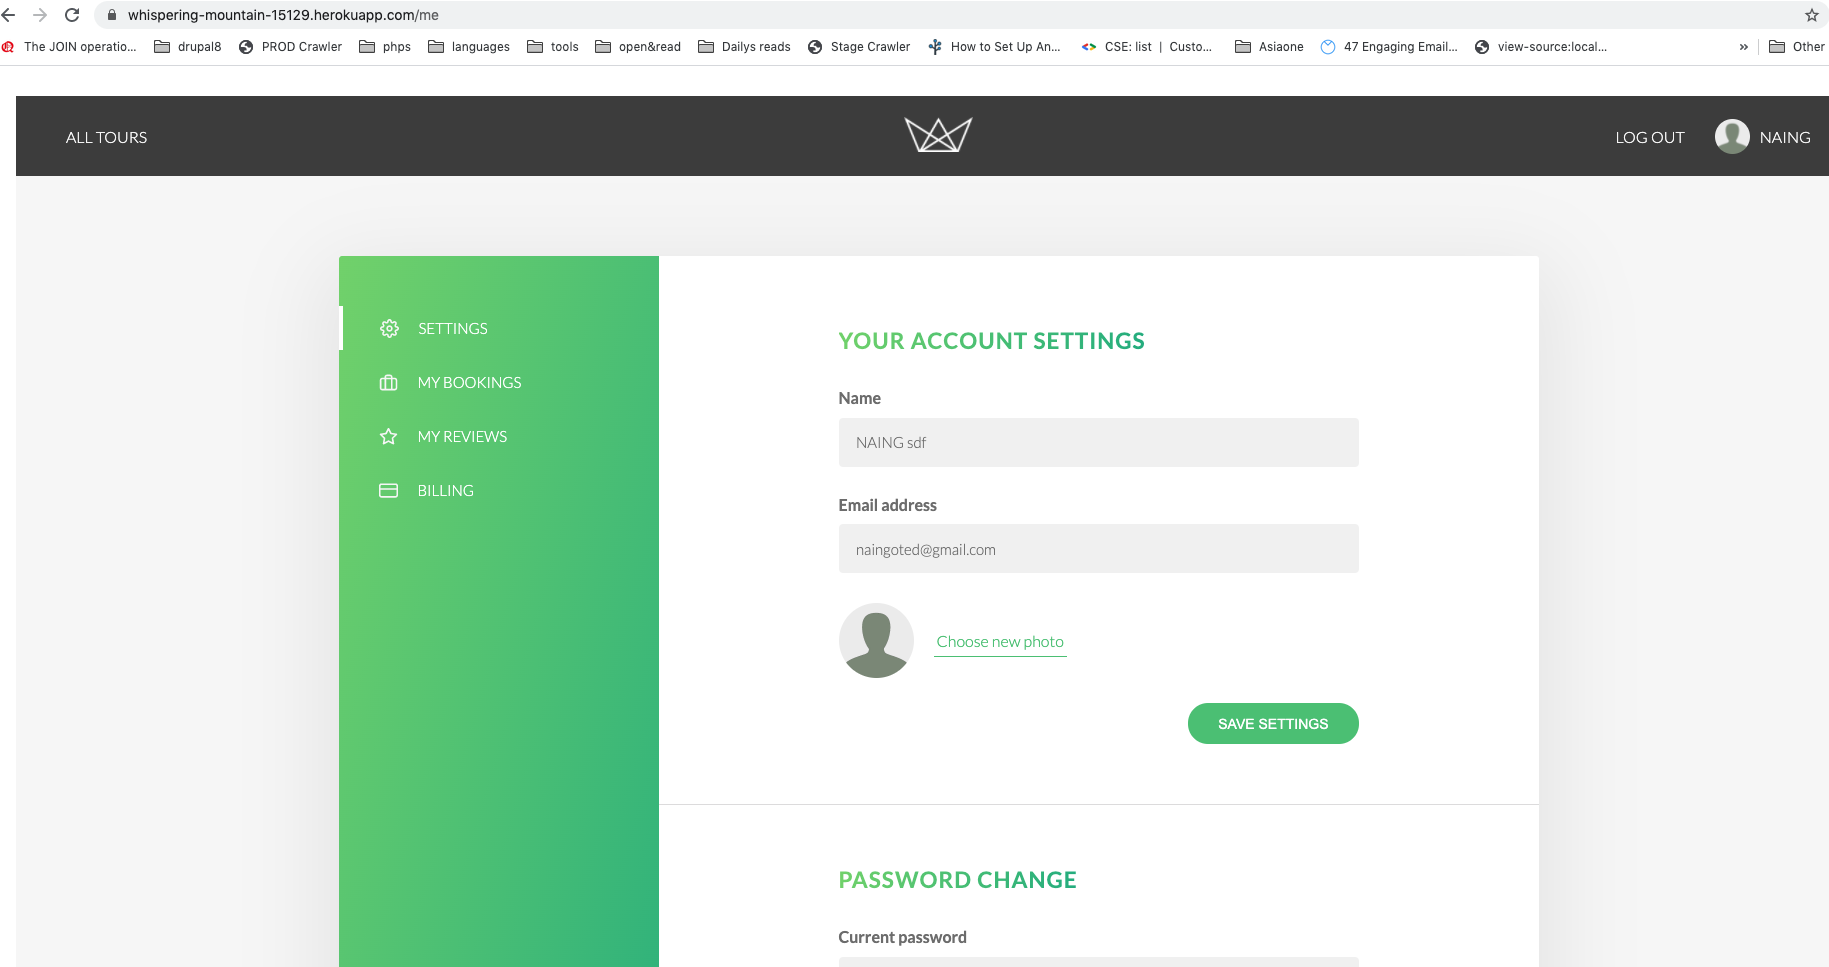 whispering-mountain-15129.herokuapp.com/me
The JOIN operatio... drupal8 PROD Crawler phps languages tools open&read Dailys reads Stage Crawler How to Set Up An... CSE: list | Custo... Asiaone 47 Engaging Email... view-source:local... » Other
ALL TOURS LOG OUT NAING
SETTINGS
MY BOOKINGS
MY REVIEWS
BILLING
YOUR ACCOUNT SETTINGS
Name
NAING sdf
Email address
naingoted@gmail.com
Choose new photo
SAVE SETTINGS
PASSWORD CHANGE
Current password